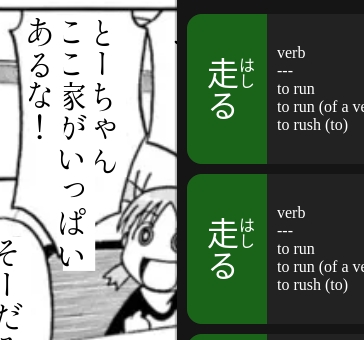 とーちゃん
ここ家がいっぱい
あるな！
そーだ
走る
はし
verb
---
to run
to run (of a ve
to rush (to)
走る
はし
verb
---
to run
to run (of a ve
to rush (to)